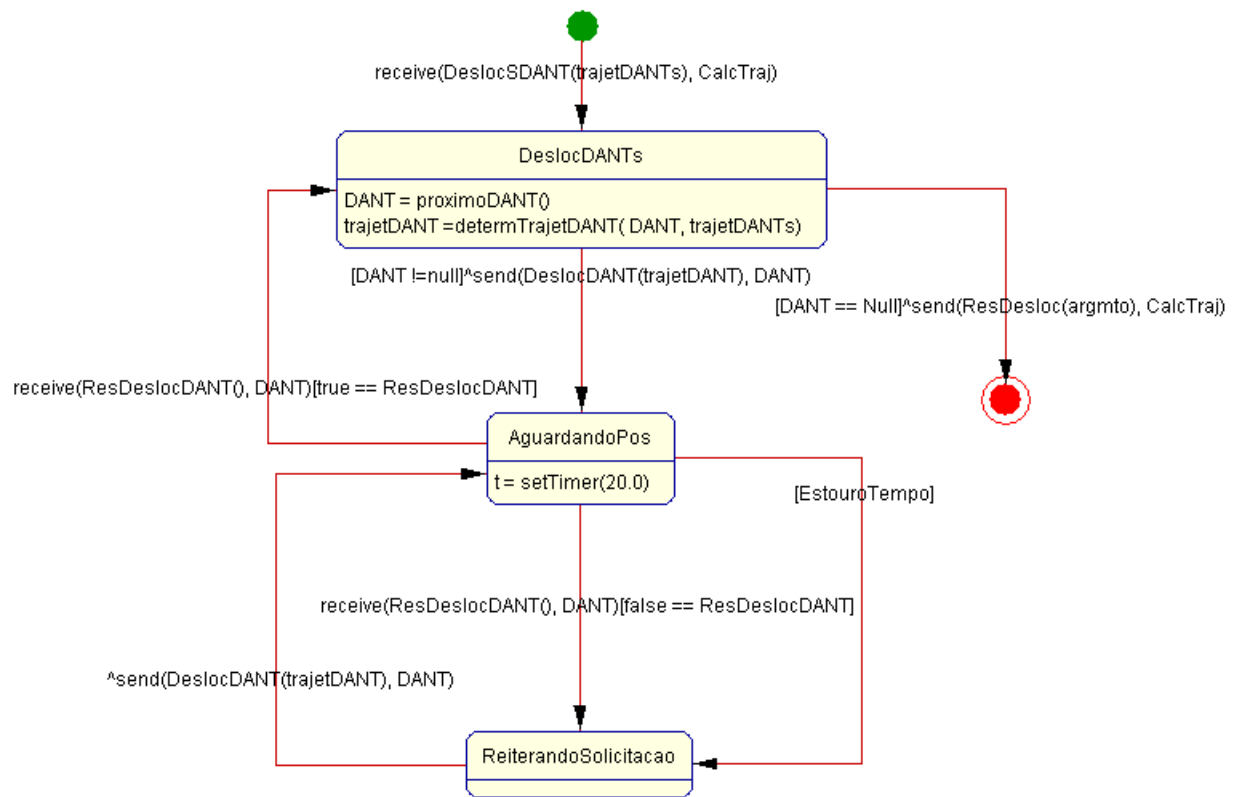 receive(DeslocSDANT(trajetDANTs), CalcTraj)
DeslocDANTs
DANT = proximoDANT()
trajetDANT =determTrajetDANT( DANT, trajetDANTs)
[DANT !=null]^send(DeslocDANT(trajetDANT), DANT)
[DANT == Null]^send(ResDesloc(argmto), CalcTraj)
receive(ResDeslocDANT(), DANT)[true == ResDeslocDANT]
AguardandoPos
t = setTimer(20.0)
[EstouroTempo]
receive(ResDeslocDANT(), DANT)[false == ResDeslocDANT]
^send(DeslocDANT(trajetDANT), DANT)
ReiterandoSolicitacao